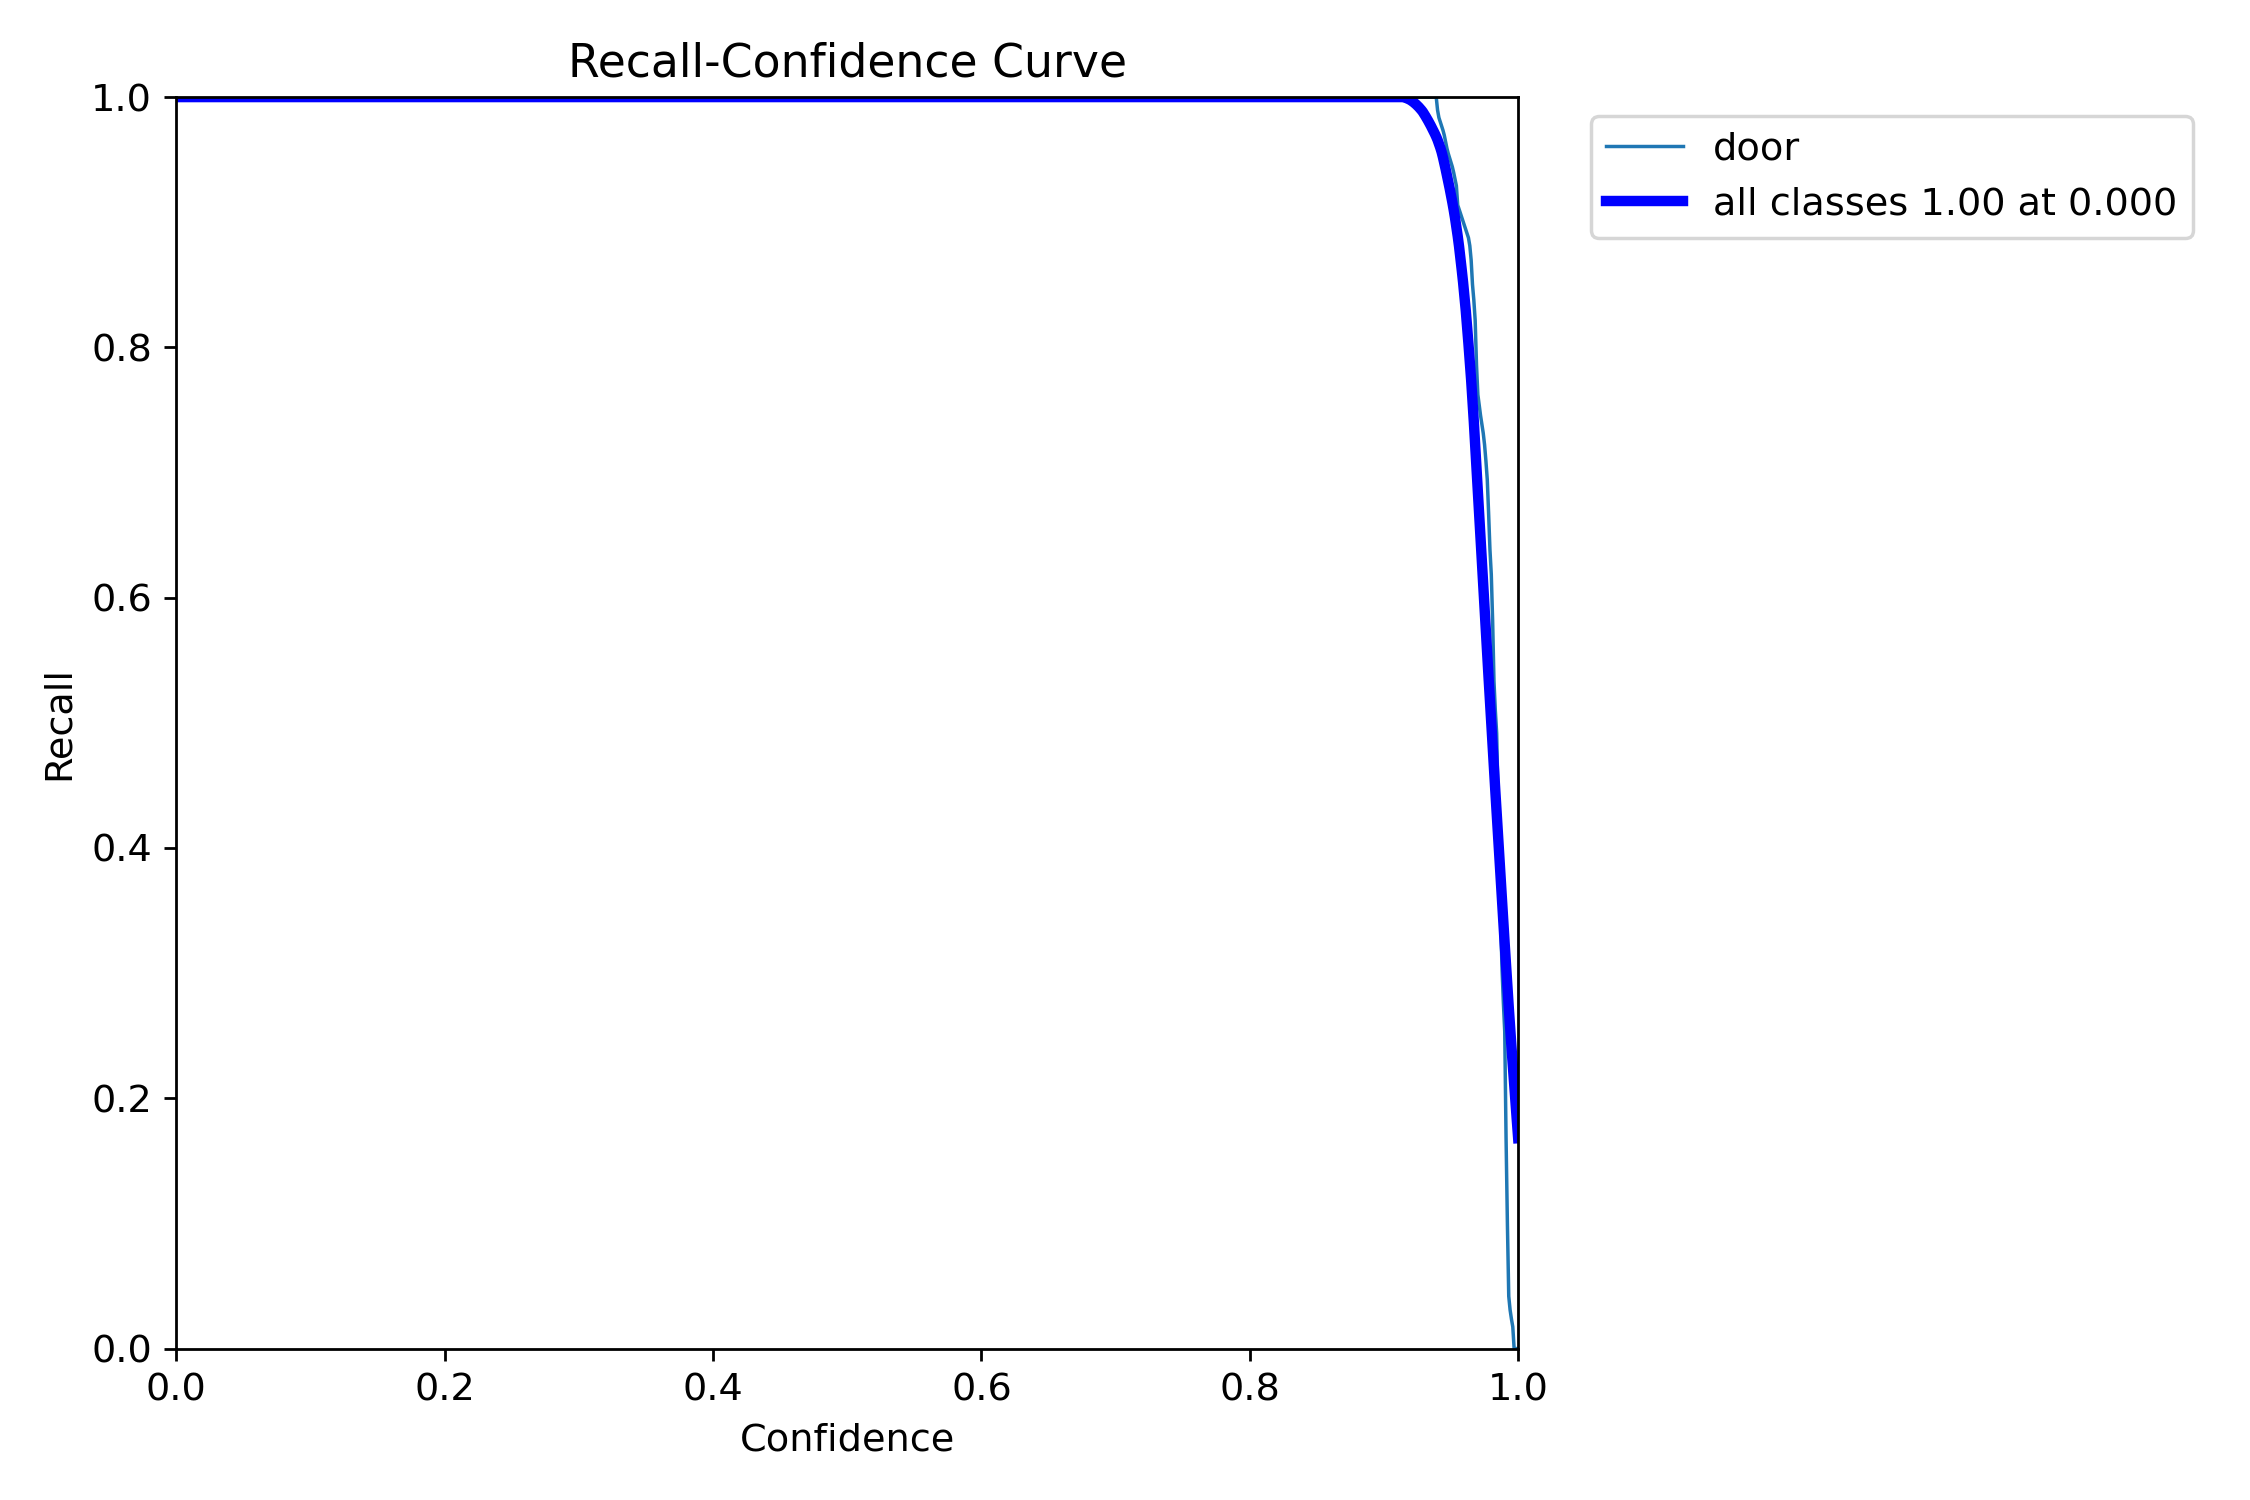 Recall-Confidence Curve
1.0
0.8
0.6
0.4
0.2
0.0
Recall
0.0 0.2 0.4 0.6 0.8 1.0
Confidence
door
all classes 1.00 at 0.000